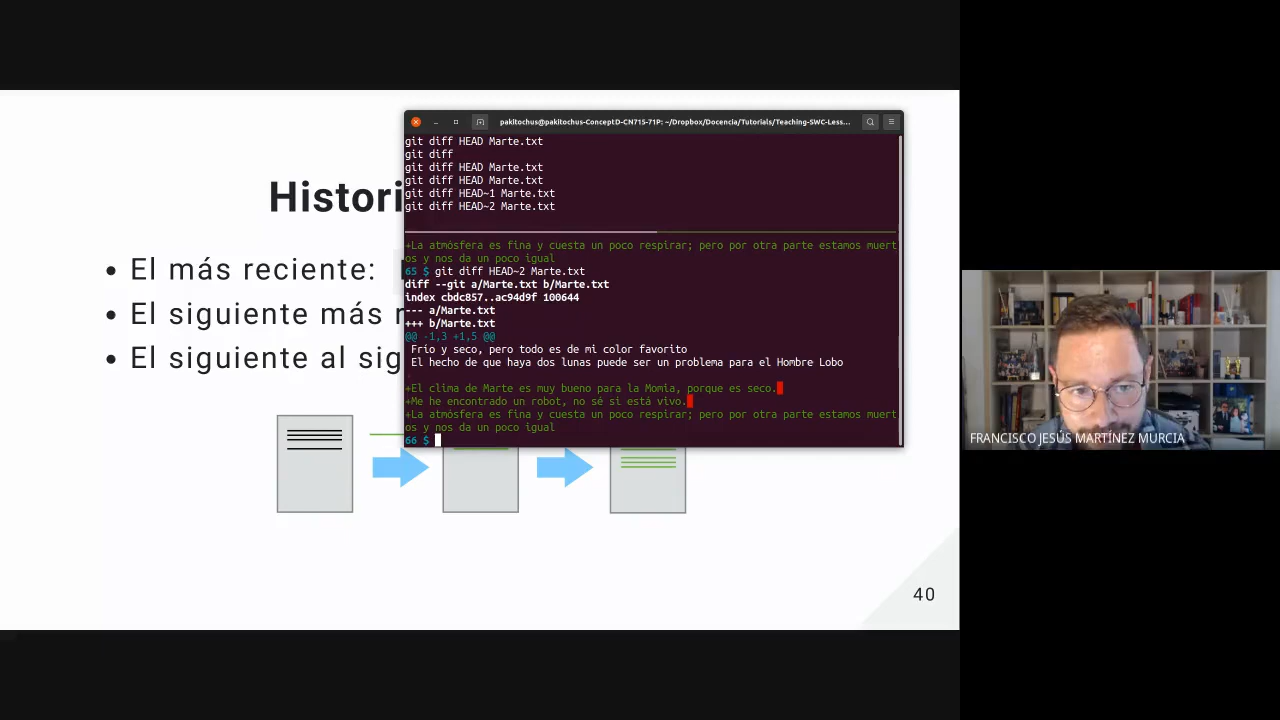 Histori
El más reciente:
El siguiente más r
El siguiente al sig
40
pakitochus@pakitochus-ConceptD-CN715-71P: ~/Dropbox/Docencia/Tutorials/Teaching-SWC-Less...
git diff HEAD Marte.txt
git diff
git diff HEAD Marte.txt
git diff HEAD Marte.txt
git diff HEAD~1 Marte.txt
git diff HEAD~2 Marte.txt
+La atmósfera es fina y cuesta un poco respirar; pero por otra parte estamos muert
os y nos da un poco igual
65 $ git diff HEAD~2 Marte.txt
diff --git a/Marte.txt b/Marte.txt
index cbdc857..ac94d9f 100644
--- a/Marte.txt
+++ b/Marte.txt
@@ -1,3 +1,5 @@
Frío y seco, pero todo es de mi color favorito
El hecho de que haya dos lunas puede ser un problema para el Hombre Lobo
+El clima de Marte es muy bueno para la Momia, porque es seco.
+Me he encontrado un robot, no sé si está vivo.
+La atmósfera es fina y cuesta un poco respirar; pero por otra parte estamos muert
os y nos da un poco igual
66 $
FRANCISCO JESÚS MARTÍNEZ MURCIA